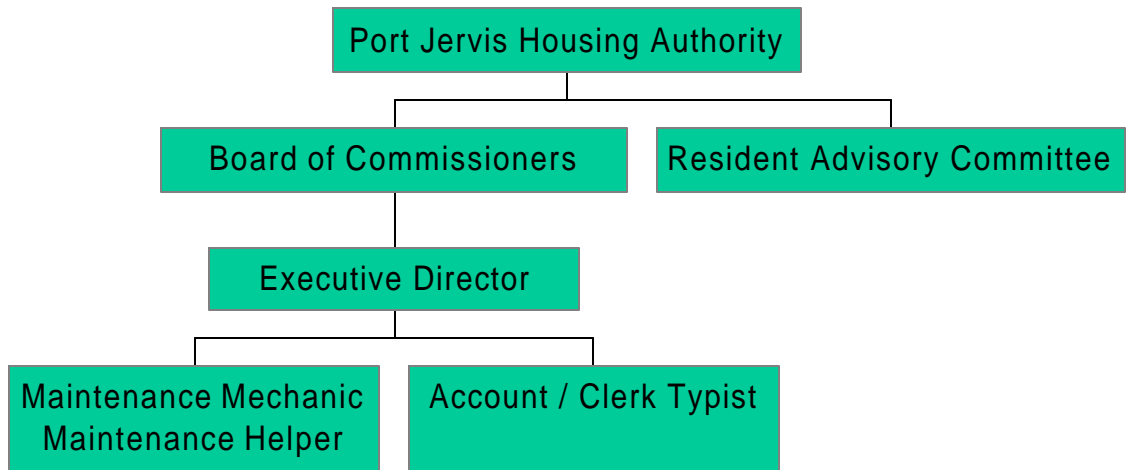 Port Jervis Housing Authority
Board of Commissioners
Resident Advisory Committee
Executive Director
Maintenance Mechanic
Maintenance Helper
Account / Clerk Typist